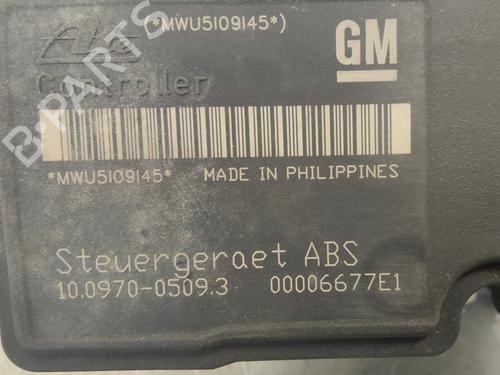 (*MWU5109145*)
Ate
GM
Controller
*MWU5109145* MADE IN PHILIPPINES
Steuergeraet ABS
10.0970-0509.3 00006677E1
B-PARTS